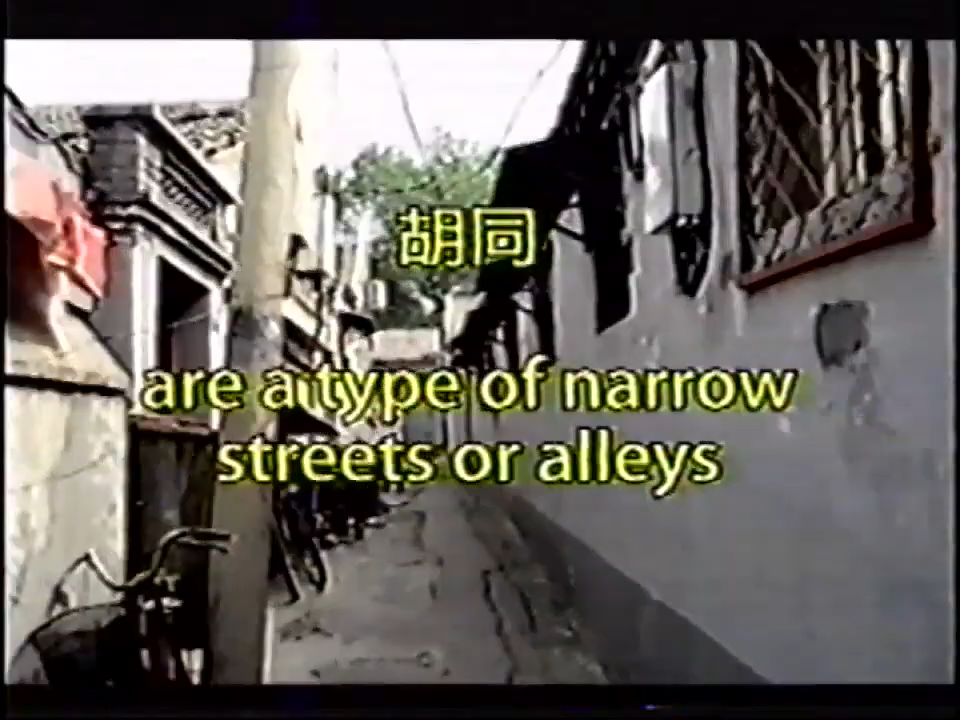 胡同
are a type of narrow
streets or alleys